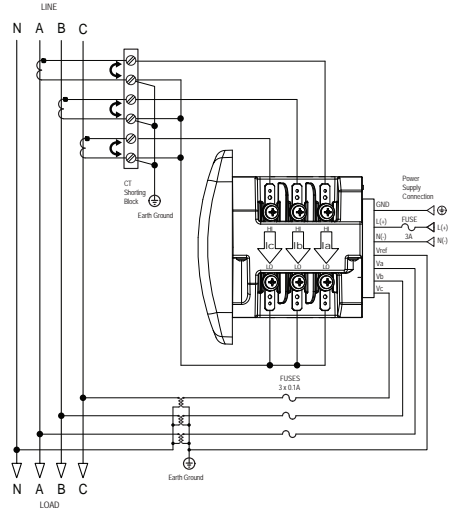 LINE
N A B C
CT
Shorting
Block
Earth Ground
Power
Supply
Connection
GND
L(+)
FUSE
L(+)
N(-)
3A
N(-)
Vref
Va
Vb
Vc
HI HI HI
Ic Ib Ia
LO LO LO
FUSES
3 x 0.1A
Earth Ground
N A B C
LOAD